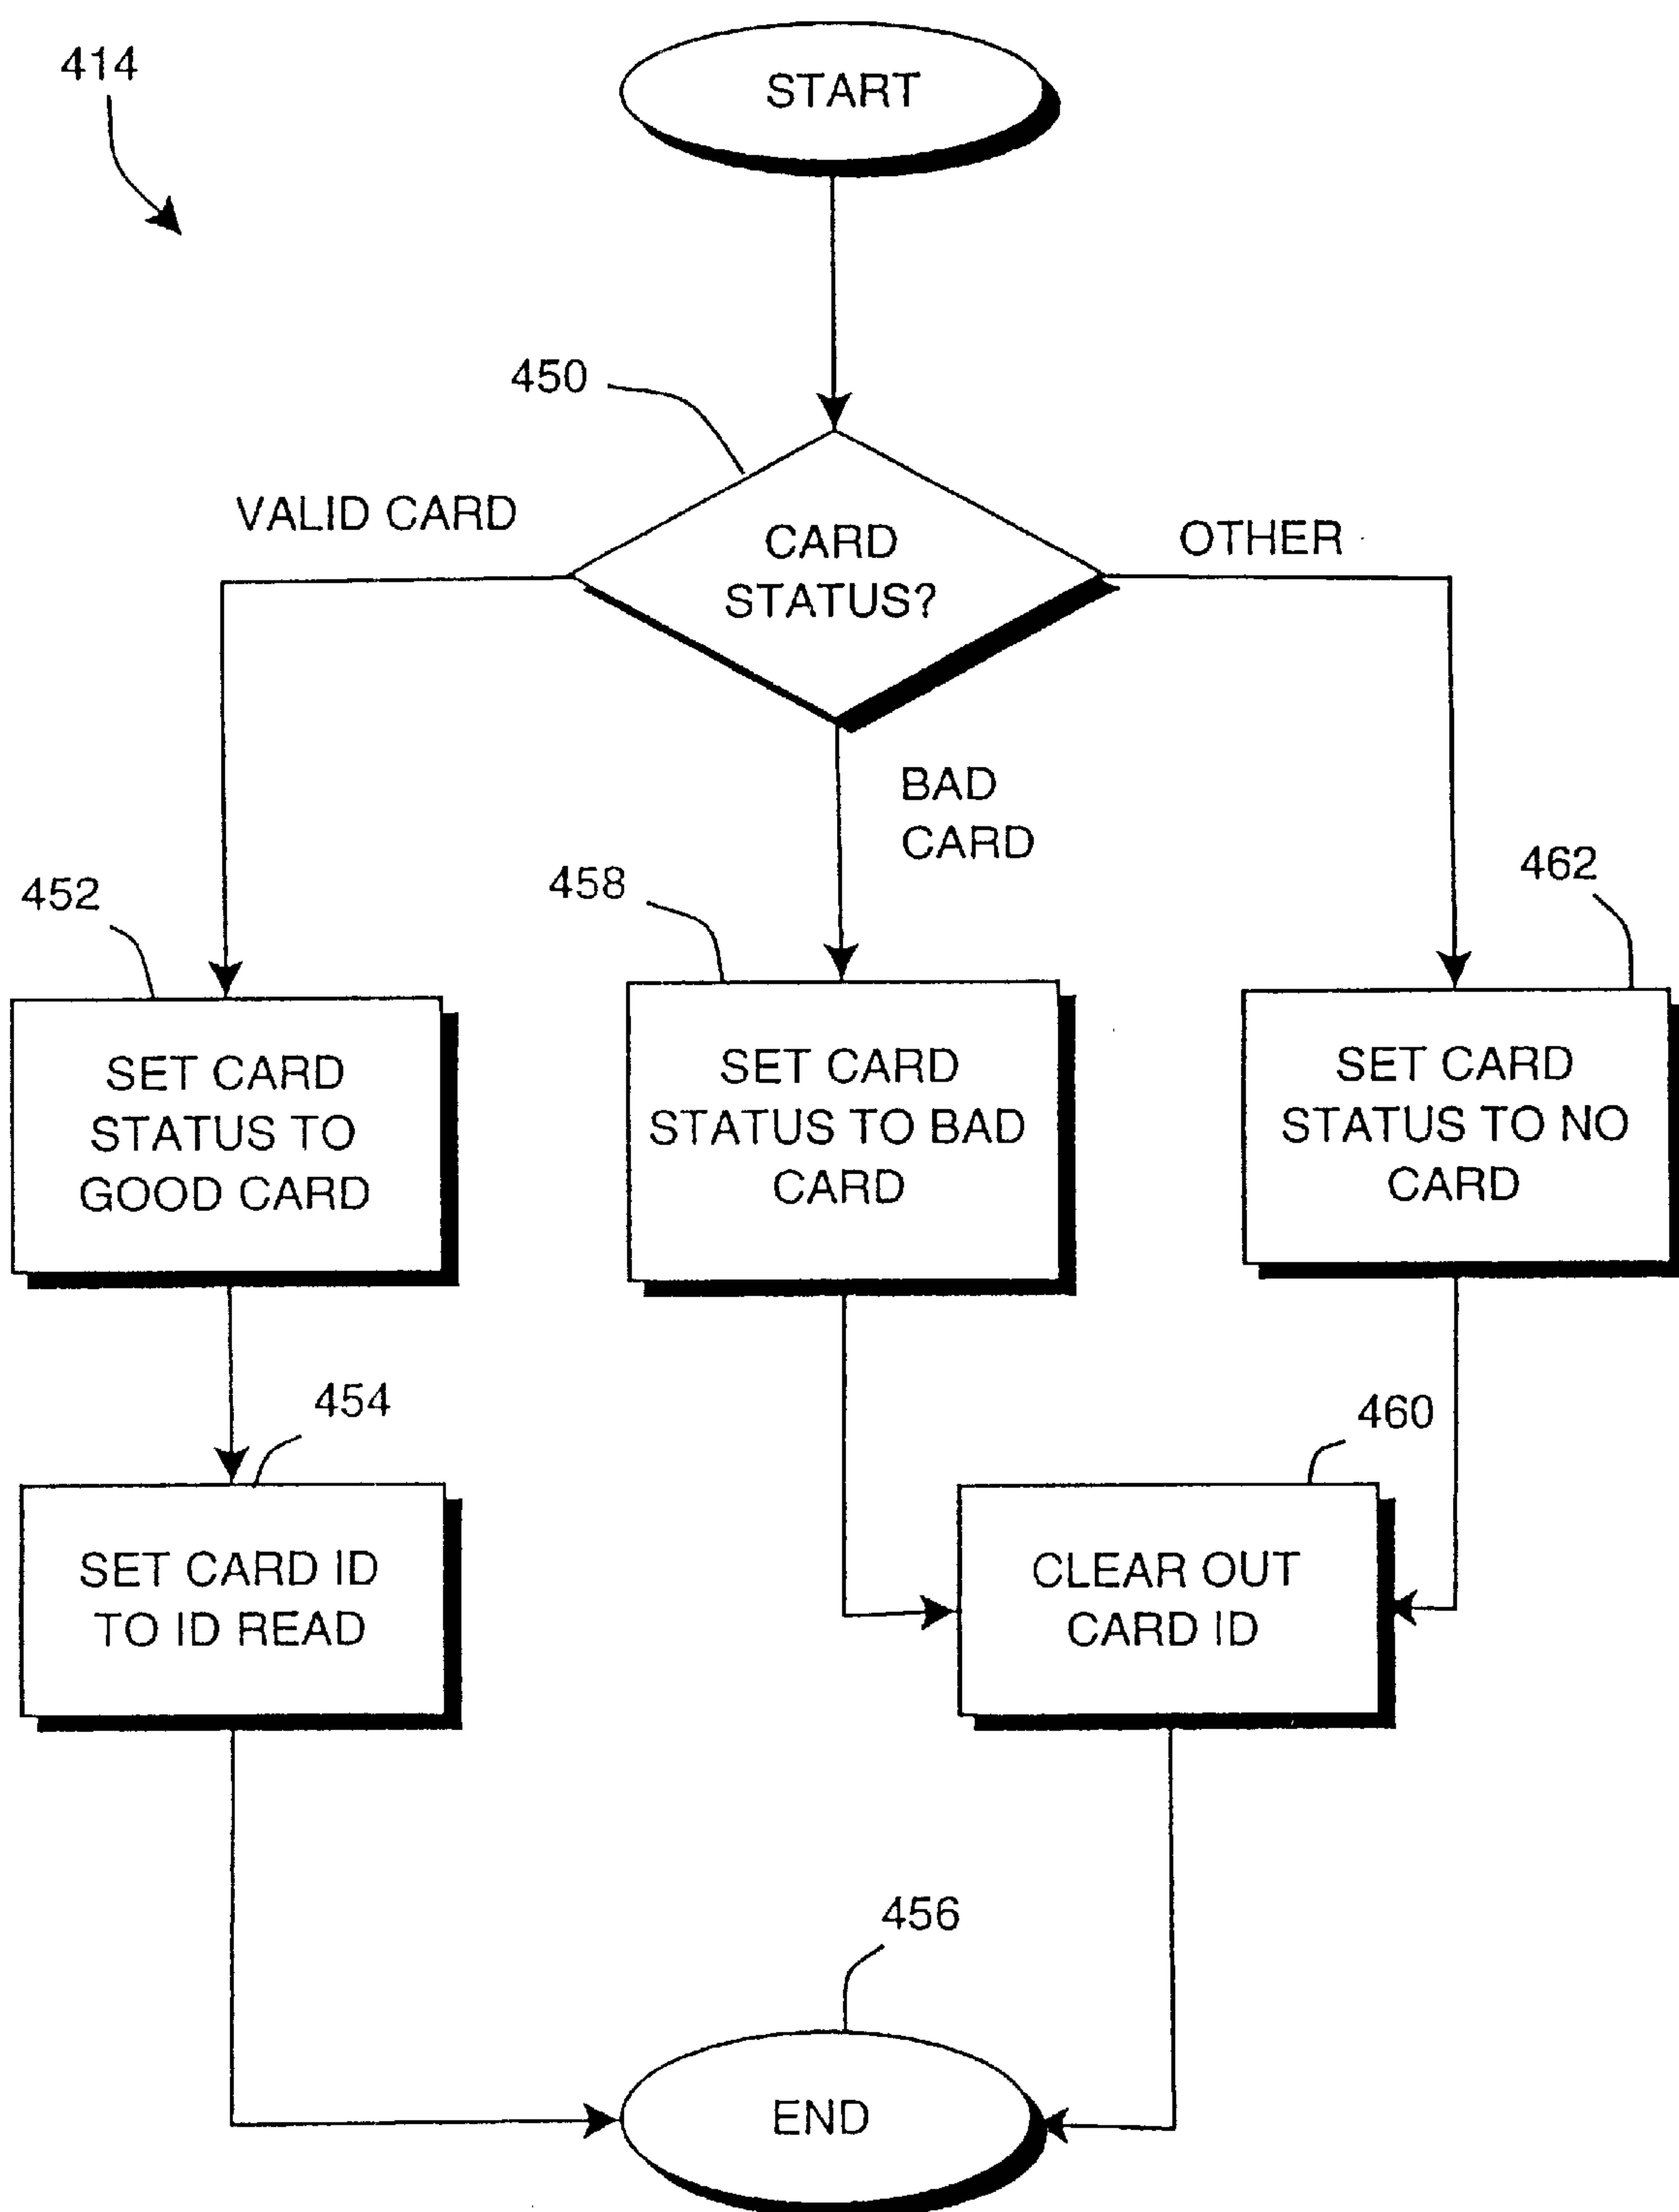 414
START
450
VALID CARD
CARD
STATUS?
OTHER
BAD
CARD
452
458
462
SET CARD
STATUS TO
GOOD CARD
SET CARD
STATUS TO BAD
CARD
SET CARD
STATUS TO NO
CARD
454
460
SET CARD ID
TO ID READ
CLEAR OUT
CARD ID
456
END